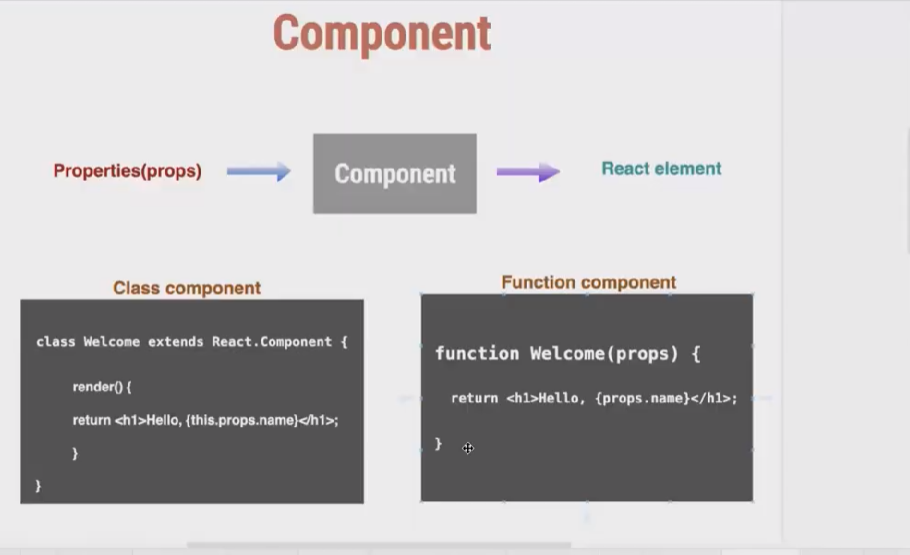 Component
Properties(props)
Component
React element
Class component
class Welcome extends React.Component {
render() {
return <h1>Hello, {this.props.name}</h1>;
}
}
Function component
function Welcome(props) {
return <h1>Hello, {props.name}</h1>;
}